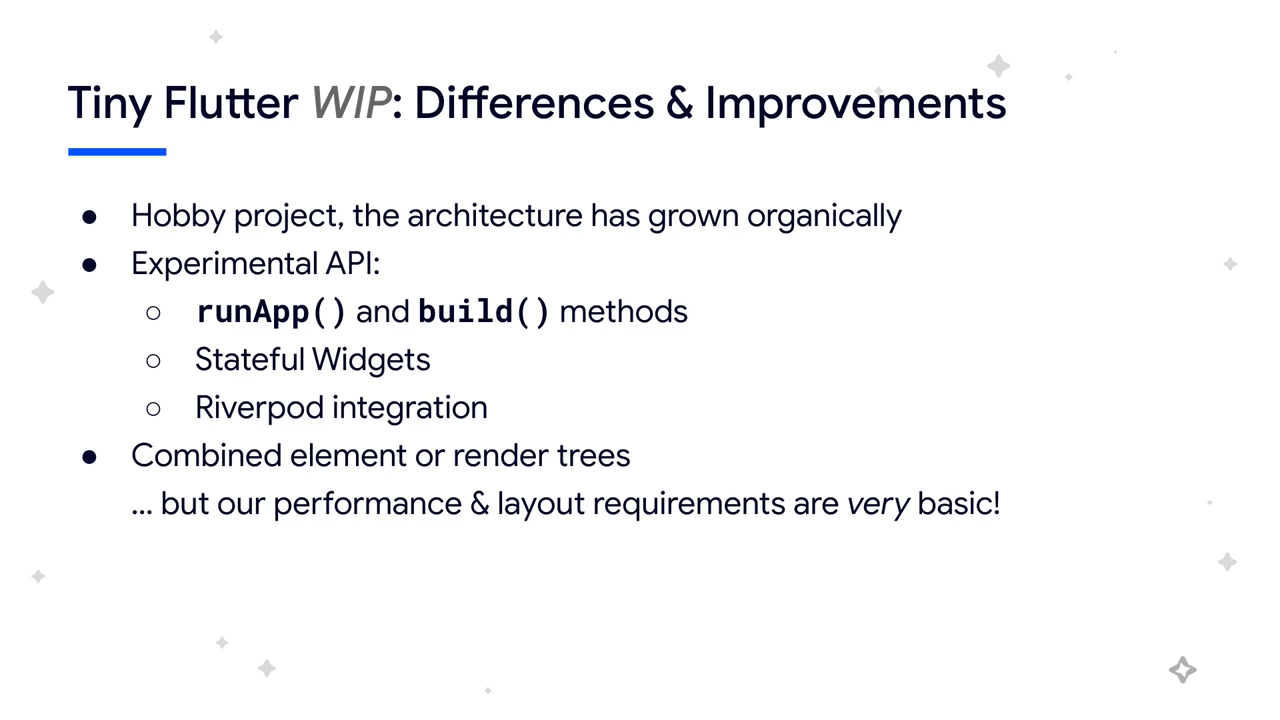 Tiny Flutter WIP: Differences & Improvements
● Hobby project, the architecture has grown organically
● Experimental API:
○ runApp() and build() methods
○ Stateful Widgets
○ Riverpod integration
● Combined element or render trees
... but our performance & layout requirements are very basic!